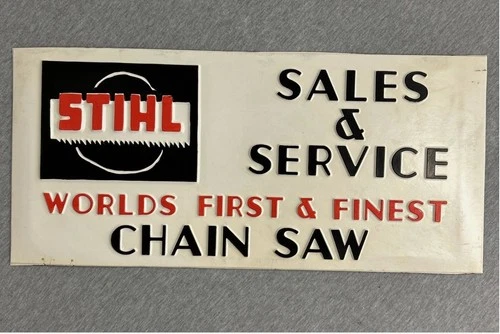 STIHL
SALES
&
SERVICE
WORLDS FIRST & FINEST
CHAIN SAW